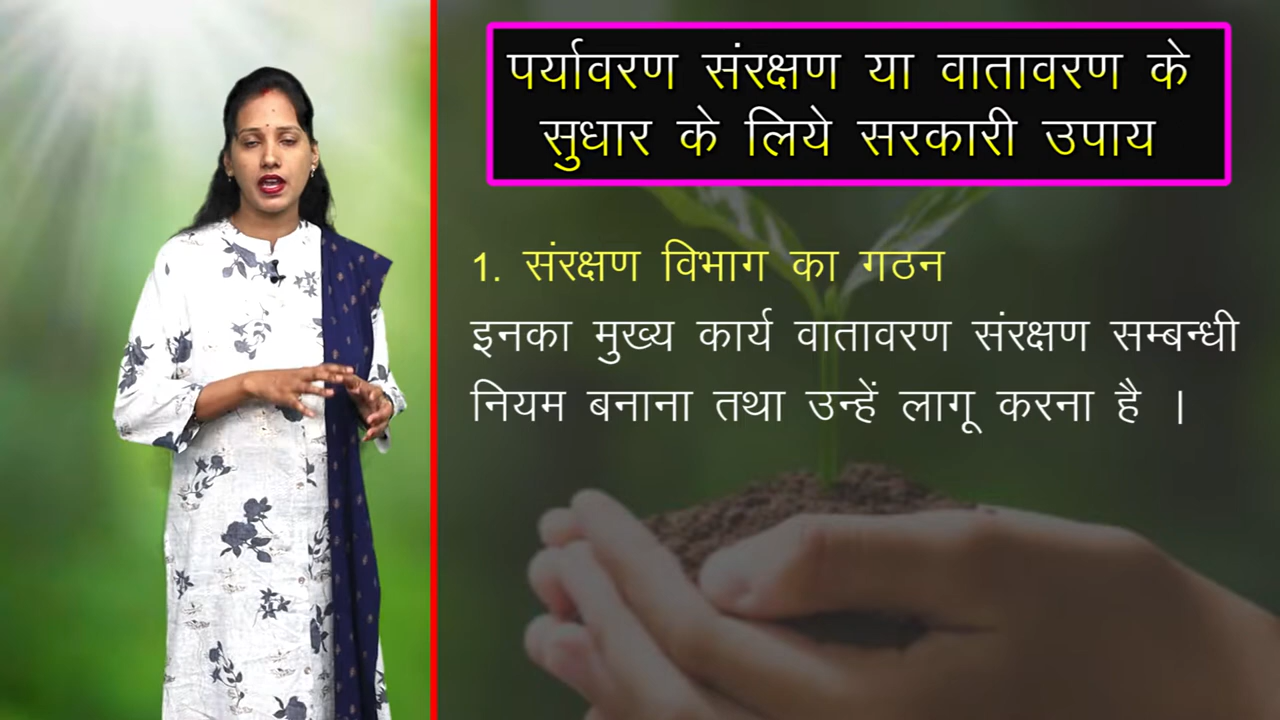 पर्यावरण संरक्षण या वातावरण के
सुधार के लिये सरकारी उपाय
1. संरक्षण विभाग का गठन
इनका मुख्य कार्य वातावरण संरक्षण सम्बन्धी
नियम बनाना तथा उन्हें लागू करना है ।